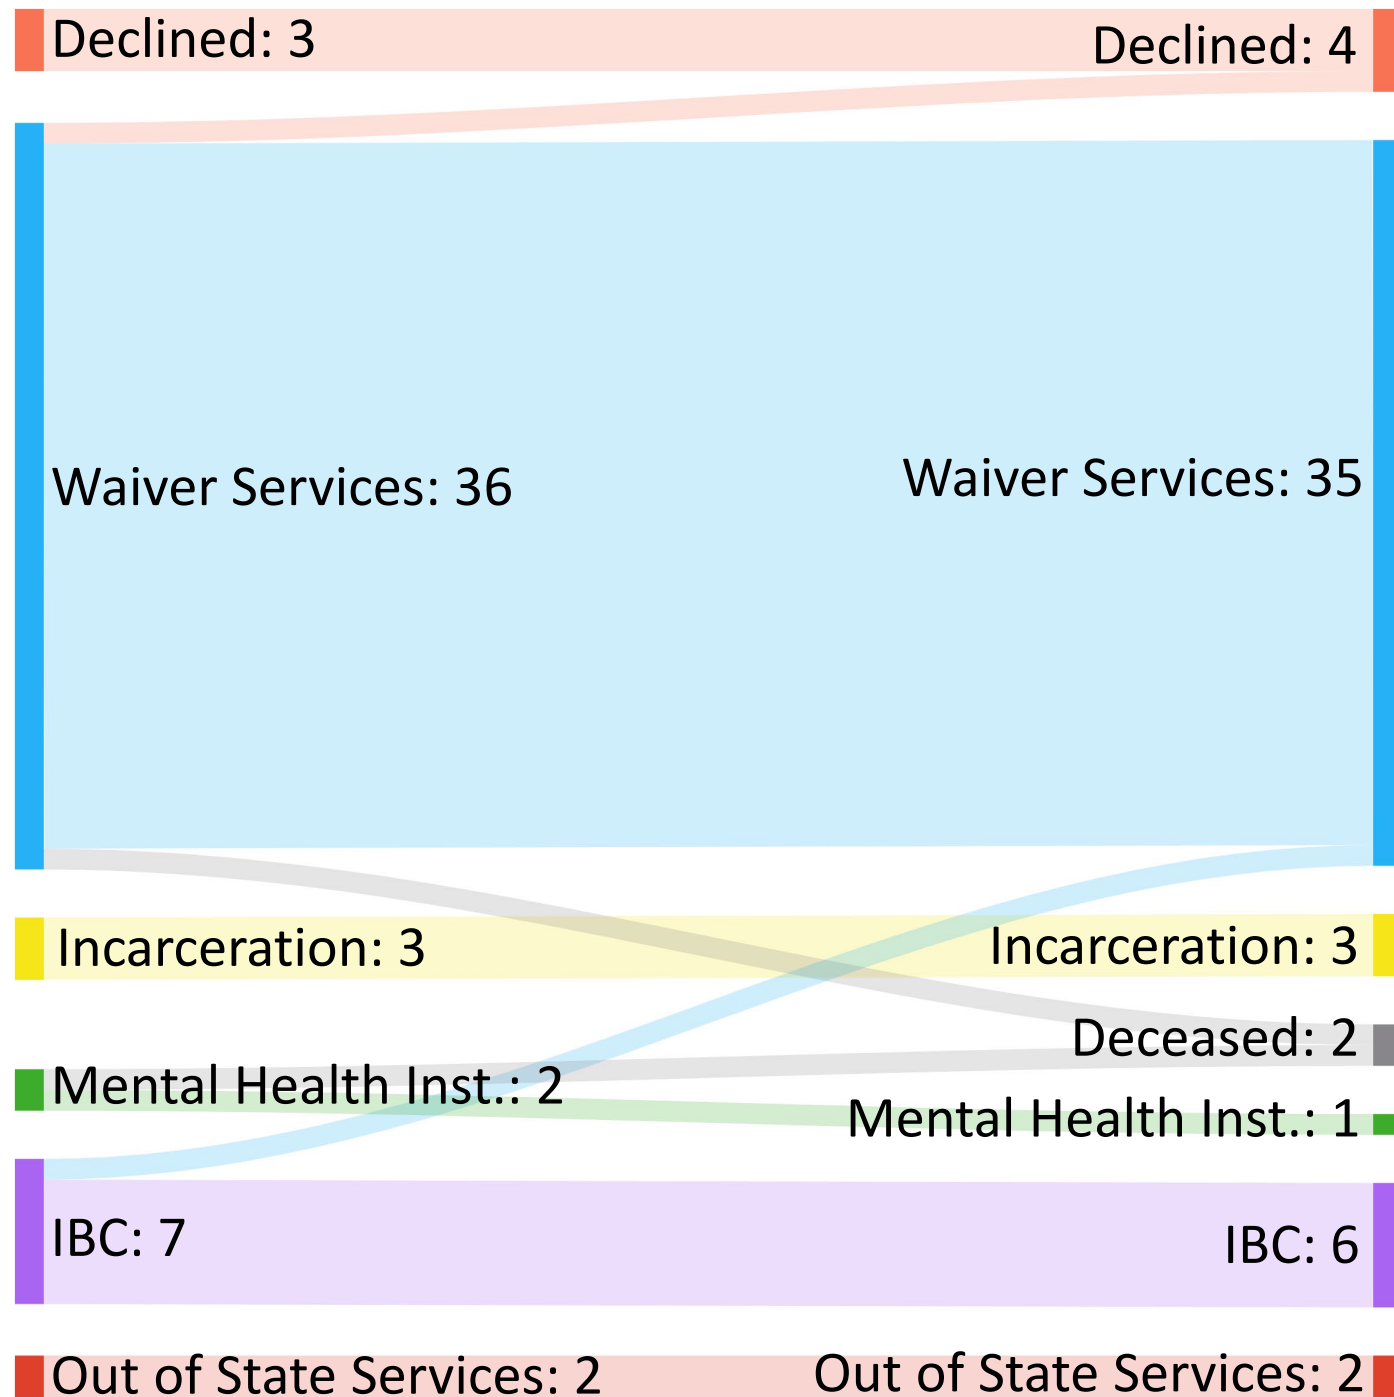 Declined: 3
Declined: 4
Waiver Services: 36
Waiver Services: 35
Incarceration: 3
Incarceration: 3
Deceased: 2
Mental Health Inst.: 2
Mental Health Inst.: 1
IBC: 7
IBC: 6
Out of State Services: 2
Out of State Services: 2